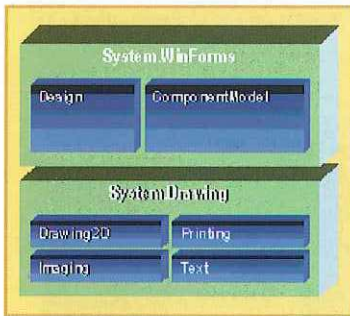 System.WinForms
Design
ComponentModel
System.Drawing
Drawing2D
Printing
Imaging
Text